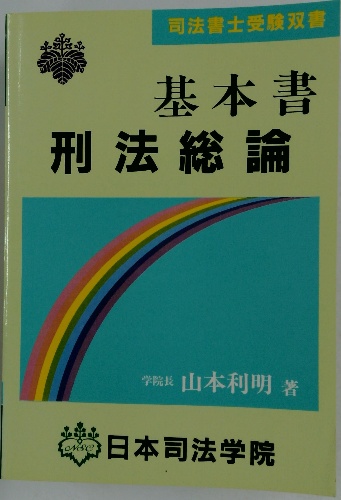 司法書士受験双書
基本書
刑法総論
学院長 山本利明 著
日本司法学院